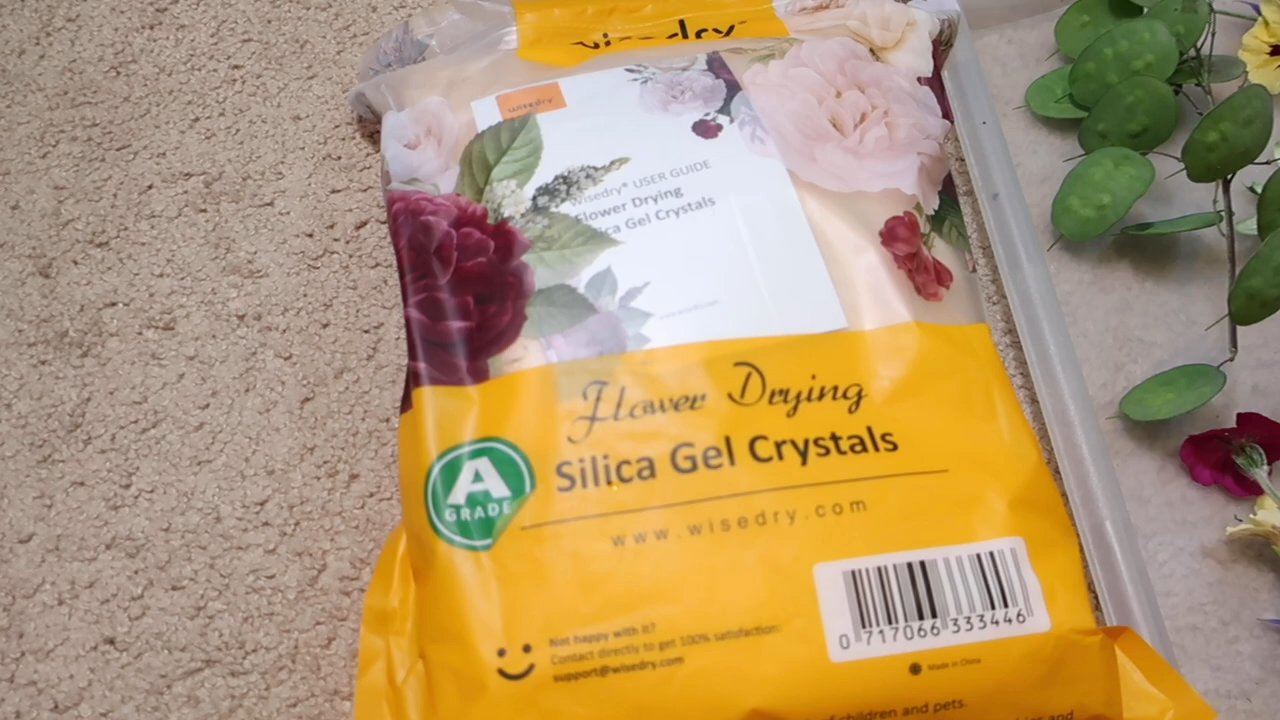 wisedry
wisedry
Wisedry® USER GUIDE
Flower Drying
ica Gel Crystals
Flower Drying
Silica Gel Crystals
www.wisedry.com
A
GRADE
Not happy with it?
Contact directly to get 100% satisfaction:
support@wisedry.com
0 717066 333446
Made in China
of children and pets.
and